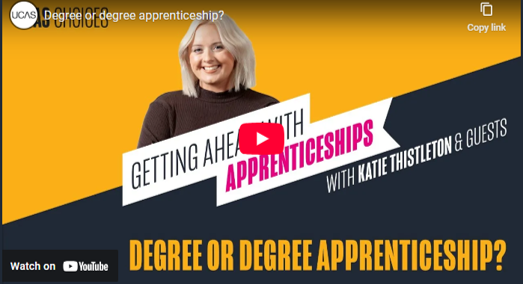 UCAS
Degree or degree apprenticeship?
CHOICES
Copy link
GETTING AHEAD WITH
APPRENTICESHIPS
WITH KATIE THISTLETON & GUESTS
DEGREE OR DEGREE APPRENTICESHIP?
Watch on YouTube